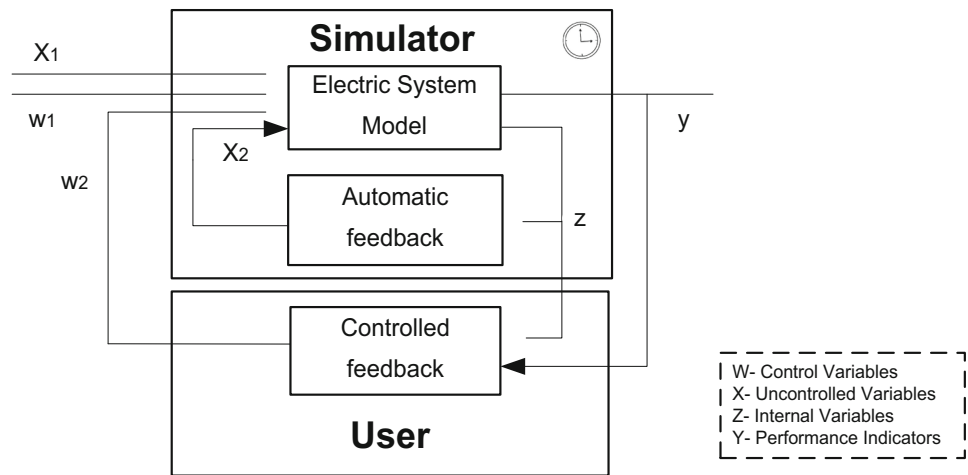 Simulator
X1
w1
w2
Electric System
Model
X2
Automatic
feedback
y
z
Controlled
feedback
User
W- Control Variables
X- Uncontrolled Variables
Z- Internal Variables
Y- Performance Indicators